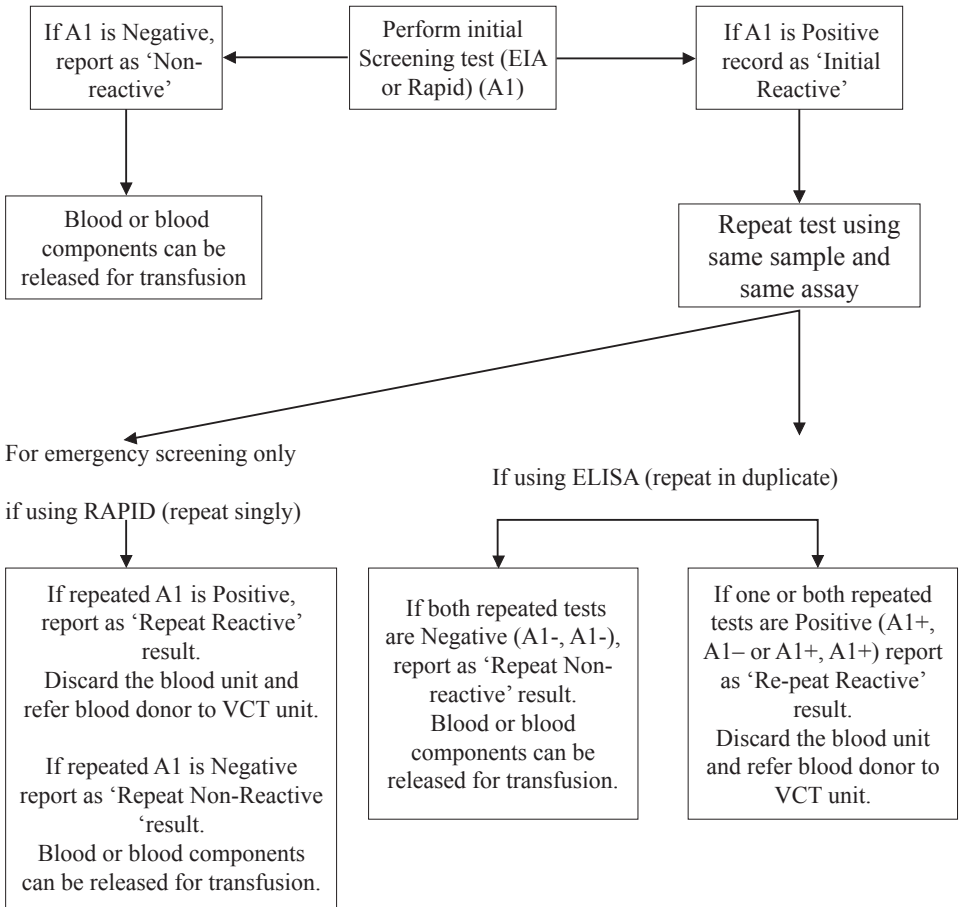 If A1 is Negative,
report as ‘Non-
reactive’
Perform initial
Screening test (EIA
or Rapid) (A1)
If A1 is Positive
record as ‘Initial
Reactive’
Blood or blood
components can be
released for transfusion
Repeat test using
same sample and
same assay
For emergency screening only
if using RAPID (repeat singly)
If using ELISA (repeat in duplicate)
If repeated A1 is Positive,
report as ‘Repeat Reactive’
result.
Discard the blood unit and
refer blood donor to VCT unit.
If repeated A1 is Negative
report as ‘Repeat Non-Reactive
‘result.
Blood or blood components
can be released for transfusion.
If both repeated tests
are Negative (A1-, A1-),
report as ‘Repeat Non-
reactive’ result.
Blood or blood
components can be
released for transfusion.
If one or both repeated
tests are Positive (A1+,
A1– or A1+, A1+) report
as ‘Re-peat Reactive’
result.
Discard the blood unit
and refer blood donor to
VCT unit.